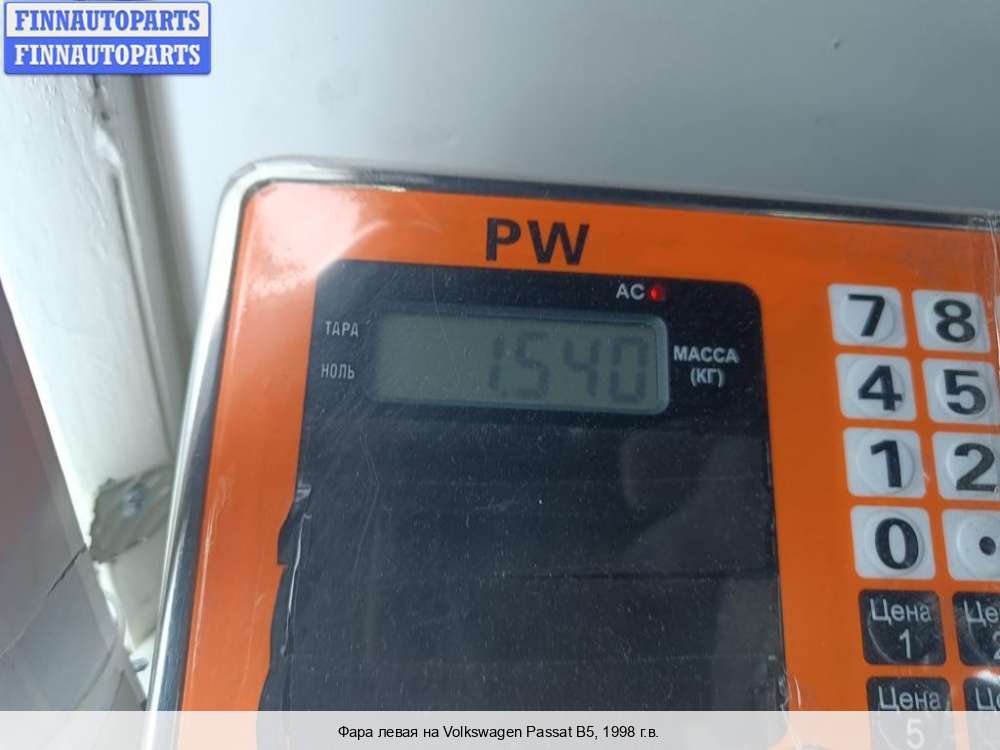 FINNAUTOPARTS
FINNAUTOPARTS
PW
AC
ТАРА
НОЛЬ
1.540
МАССА
(КГ)
7 8
4 5
1 2
0 •
Цена
1
Цена
5
Фара левая на Volkswagen Passat B5, 1998 г.в.